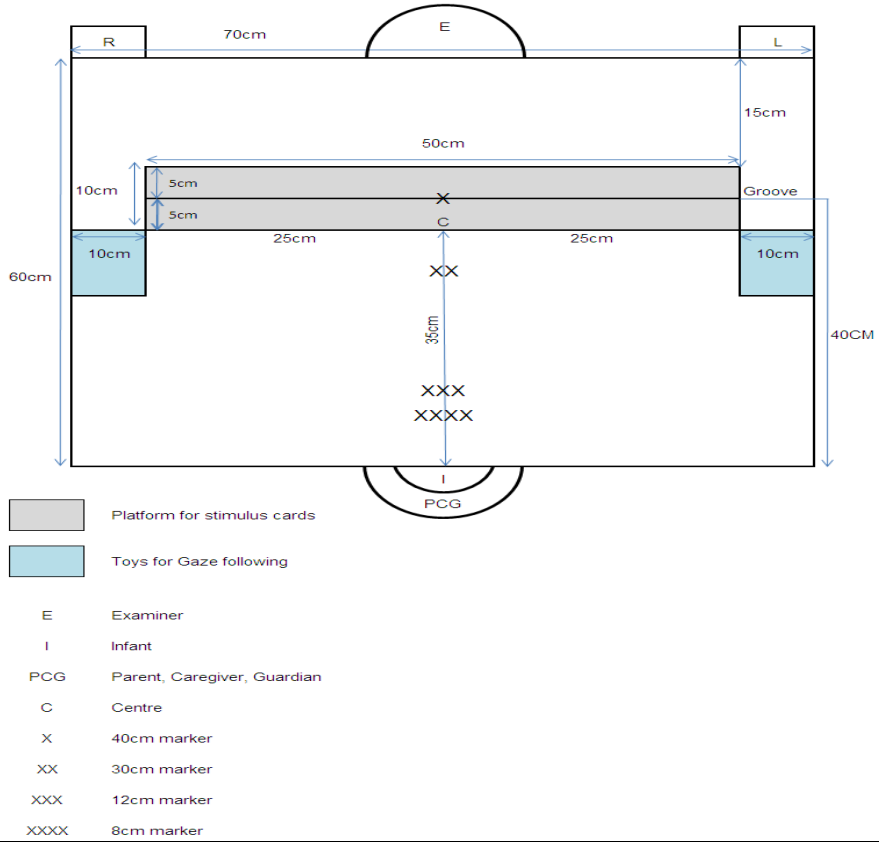 E
R
70cm
L
15cm
50cm
10cm
5cm
X
Groove
5cm
C
25cm
25cm
10cm
10cm
XX
60cm
35cm
40CM
XXX
XXXX
I
PCG
Platform for stimulus cards
Toys for Gaze following
E Examiner
I Infant
PCG Parent, Caregiver, Guardian
C Centre
X 40cm marker
XX 30cm marker
XXX 12cm marker
XXXX 8cm marker